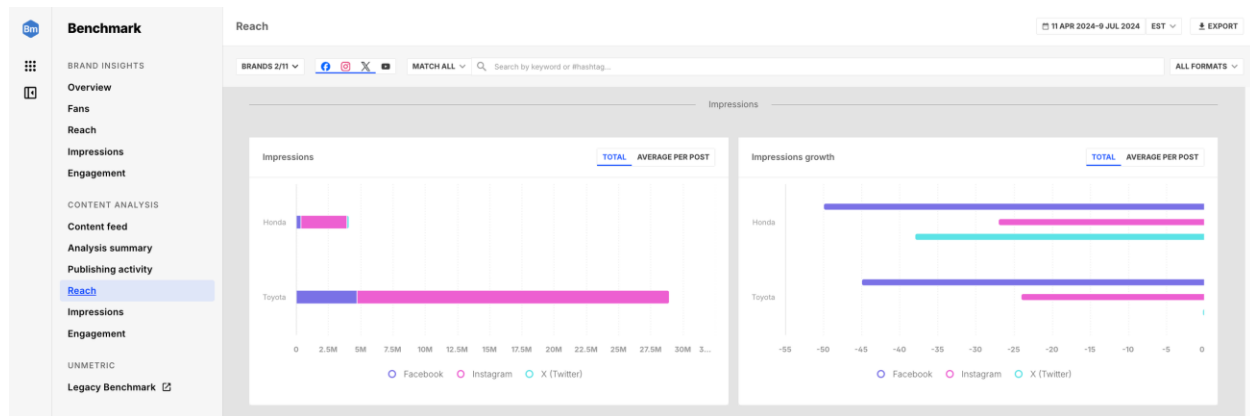 Bm
Benchmark
BRAND INSIGHTS
Overview
Fans
Reach
Impressions
Engagement
CONTENT ANALYSIS
Content feed
Analysis summary
Publishing activity
Reach
Impressions
Engagement
UNMETRIC
Legacy Benchmark
Reach
11 APR 2024–9 JUL 2024 EST EXPORT
BRANDS 2/11 MATCH ALL Search by keyword or #hashtag... ALL FORMATS
Impressions
Impressions TOTAL AVERAGE PER POST
Honda
Toyota
0 2.5M 5M 7.5M 10M 12.5M 15M 17.5M 20M 22.5M 25M 27.5M 30M 3...
Facebook Instagram X (Twitter)
Impressions growth TOTAL AVERAGE PER POST
Honda
Toyota
-55 -50 -45 -40 -35 -30 -25 -20 -15 -10 -5 0
Facebook Instagram X (Twitter)